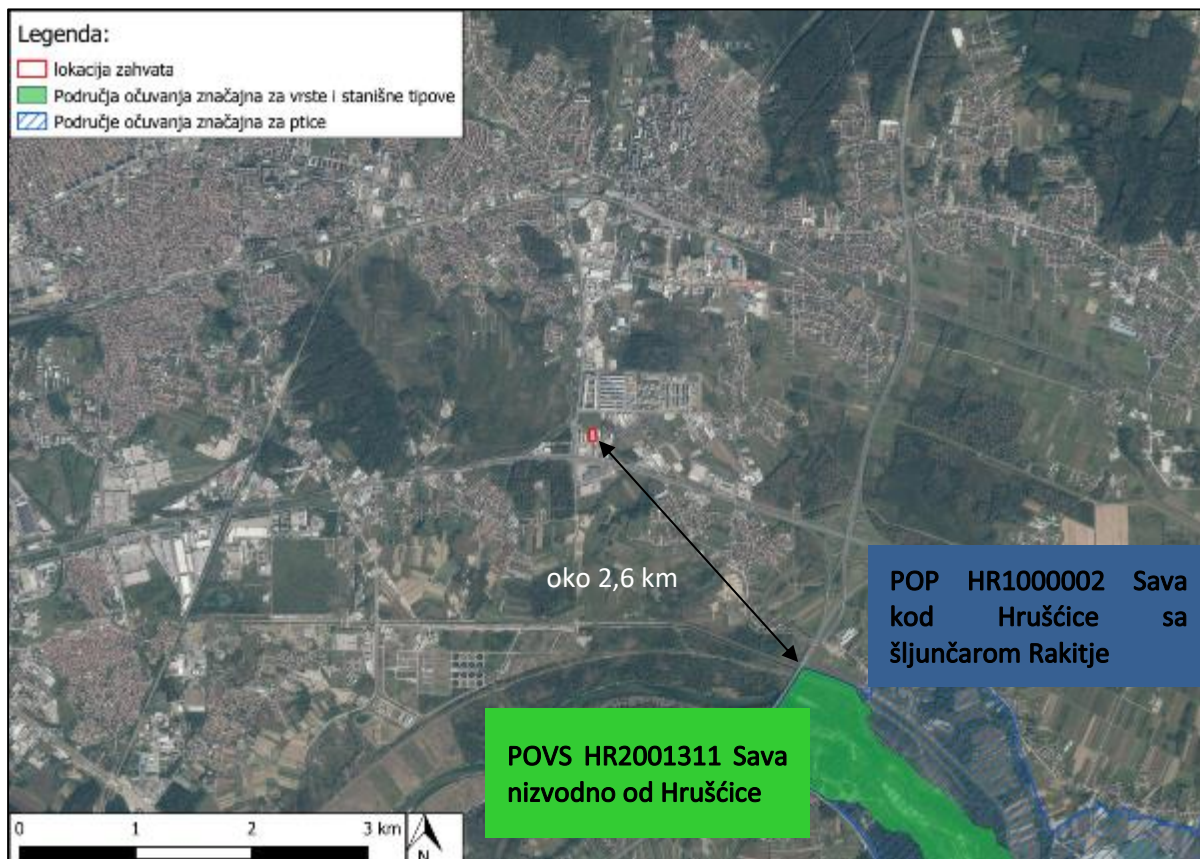 Legenda:
lokacija zahvata
Područja očuvanja značajna za vrste i stanišne tipove
Područje očuvanja značajna za ptice
oko 2,6 km
POP HR1000002 Sava
kod Hrušćice sa
šljunčarom Rakitje
POVS HR2001311 Sava
nizvodno od Hrušćice
0 1 2 3 km
N